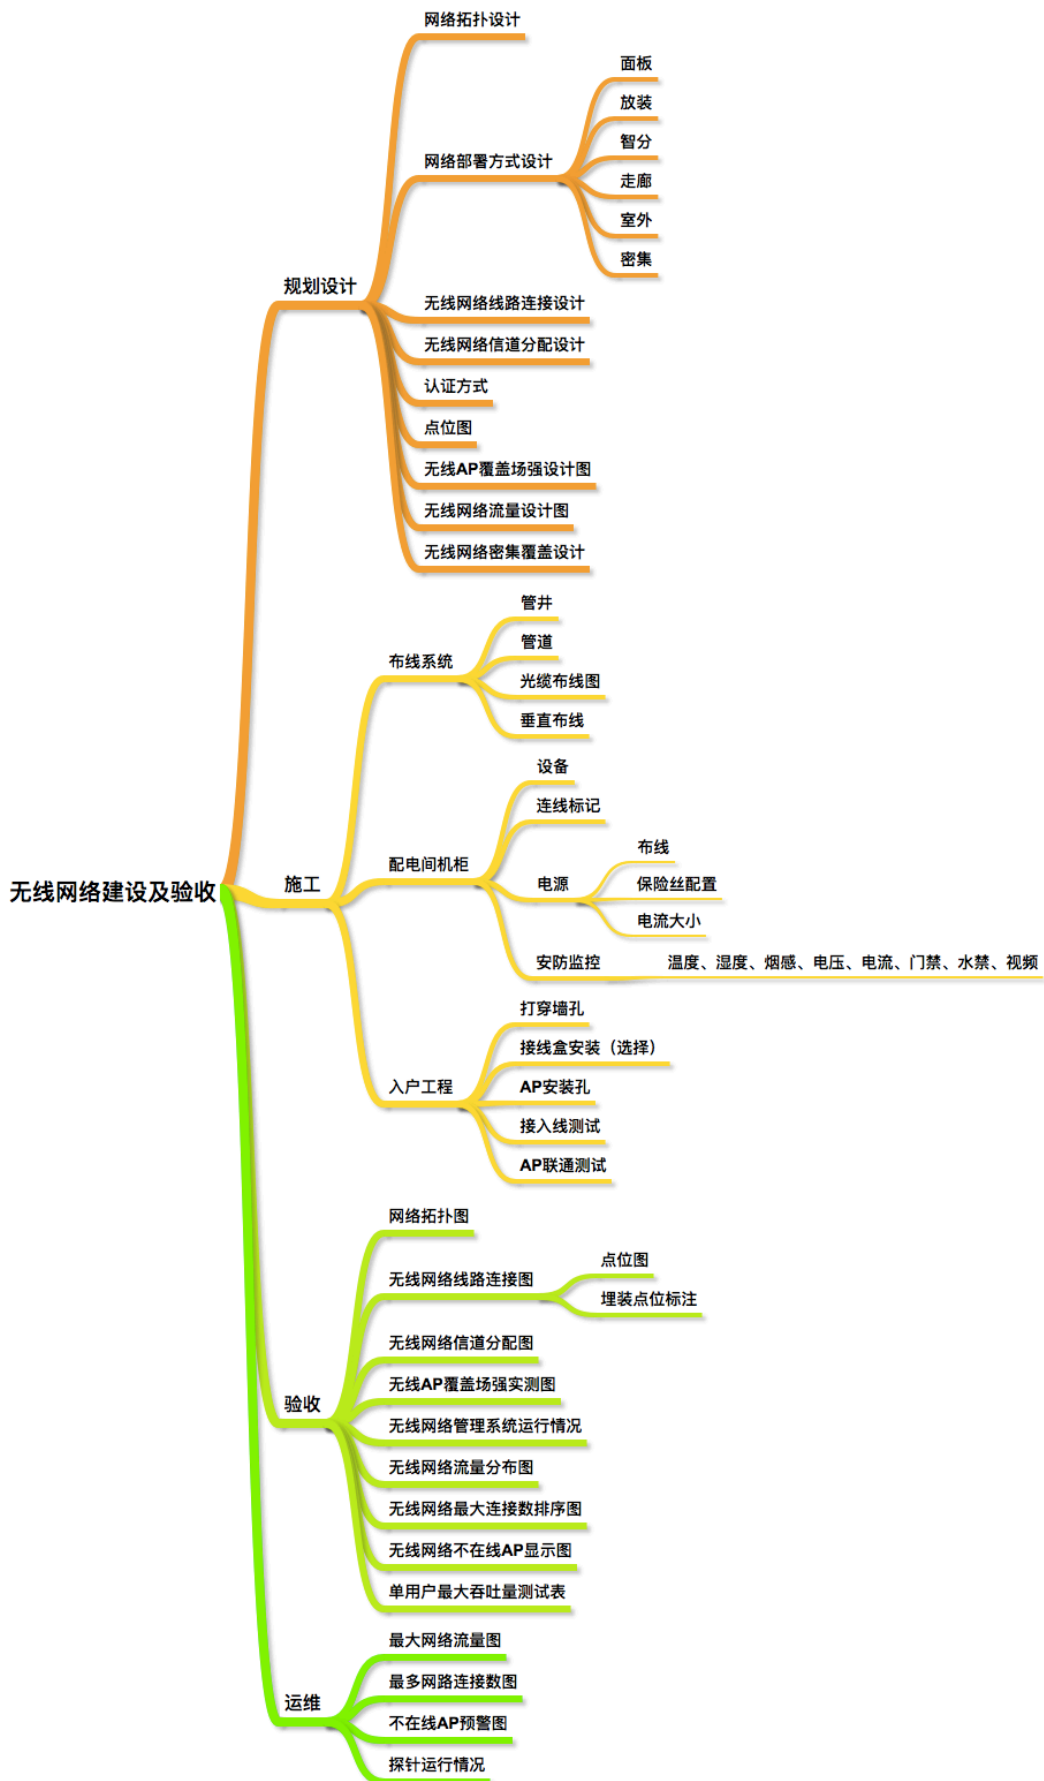 网络拓扑设计
面板
放装
网络部署方式设计
智分
走廊
室外
密集
规划设计
无线网络线路连接设计
无线网络信道分配设计
认证方式
点位图
无线AP覆盖场强设计图
无线网络流量设计图
无线网络密集覆盖设计
管井
布线系统
管道
光缆布线图
垂直布线
设备
连线标记
配电间机柜
布线
电源
保险丝配置
电流大小
无线网络建设及验收
施工
安防监控
温度、湿度、烟感、电压、电流、门禁、水禁、视频
打穿墙孔
接线盒安装（选择）
入户工程
AP安装孔
接入线测试
AP联通测试
网络拓扑图
无线网络线路连接图
点位图
埋装点位标注
无线网络信道分配图
无线AP覆盖场强实测图
验收
无线网络管理系统运行情况
无线网络流量分布图
无线网络最大连接数排序图
无线网络不在线AP显示图
单用户最大吞吐量测试表
最大网络流量图
最多网路连接数图
运维
不在线AP预警图
探针运行情况